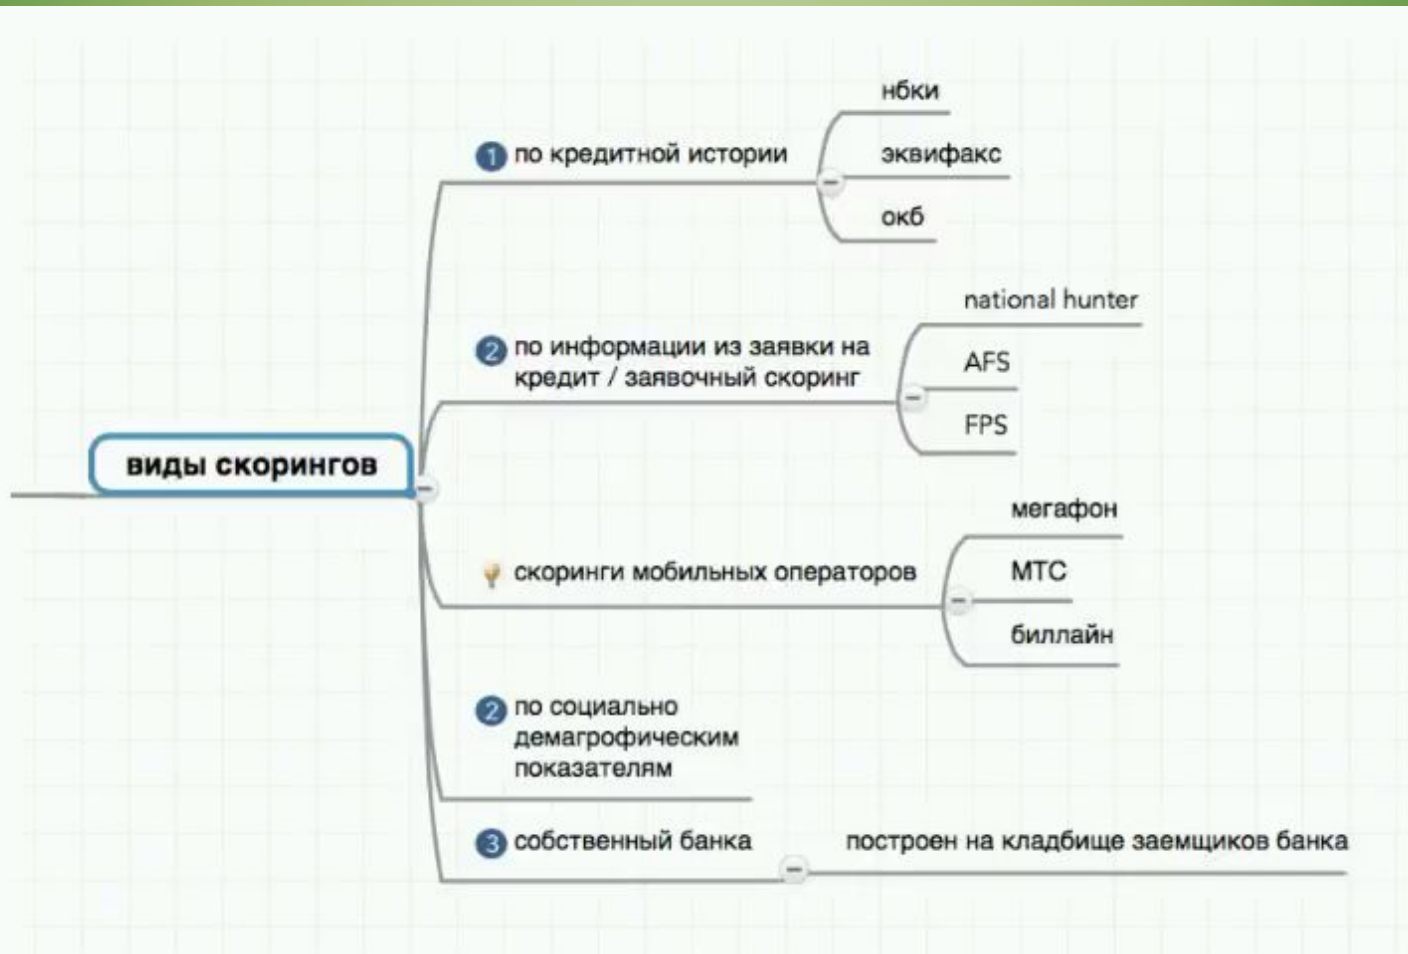 виды скорингов
1 по кредитной истории
нбки
эквифакс
окб
2 по информации из заявки на
кредит / заявочный скоринг
national hunter
AFS
FPS
скоринги мобильных операторов
мегафон
МТС
биллайн
2 по социально
демагрофическим
показателям
3 собственный банка
построен на кладбище заемщиков банка